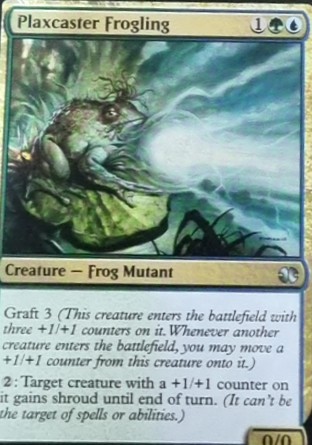 Plaxcaster Frogling 1
Creature — Frog Mutant
Graft 3 (This creature enters the battlefield with
three +1/+1 counters on it. Whenever another
creature enters the battlefield, you may move a
+1/+1 counter from this creature onto it.)
2: Target creature with a +1/+1 counter on
it gains shroud until end of turn. (It can't be
the target of spells or abilities.)
0/0